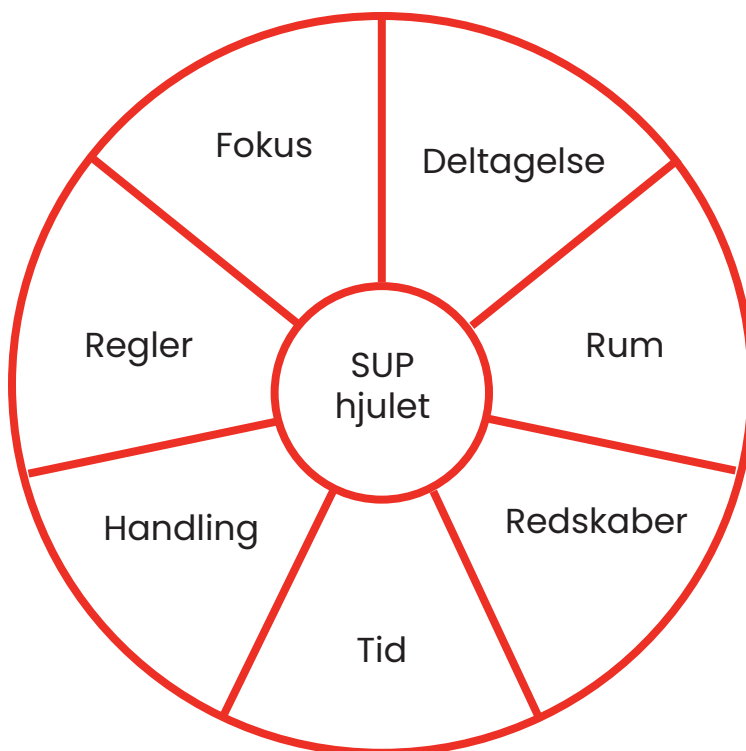 Fokus
Deltagelse
Regler
SUP
hjulet
Rum
Handling
Redskaber
Tid